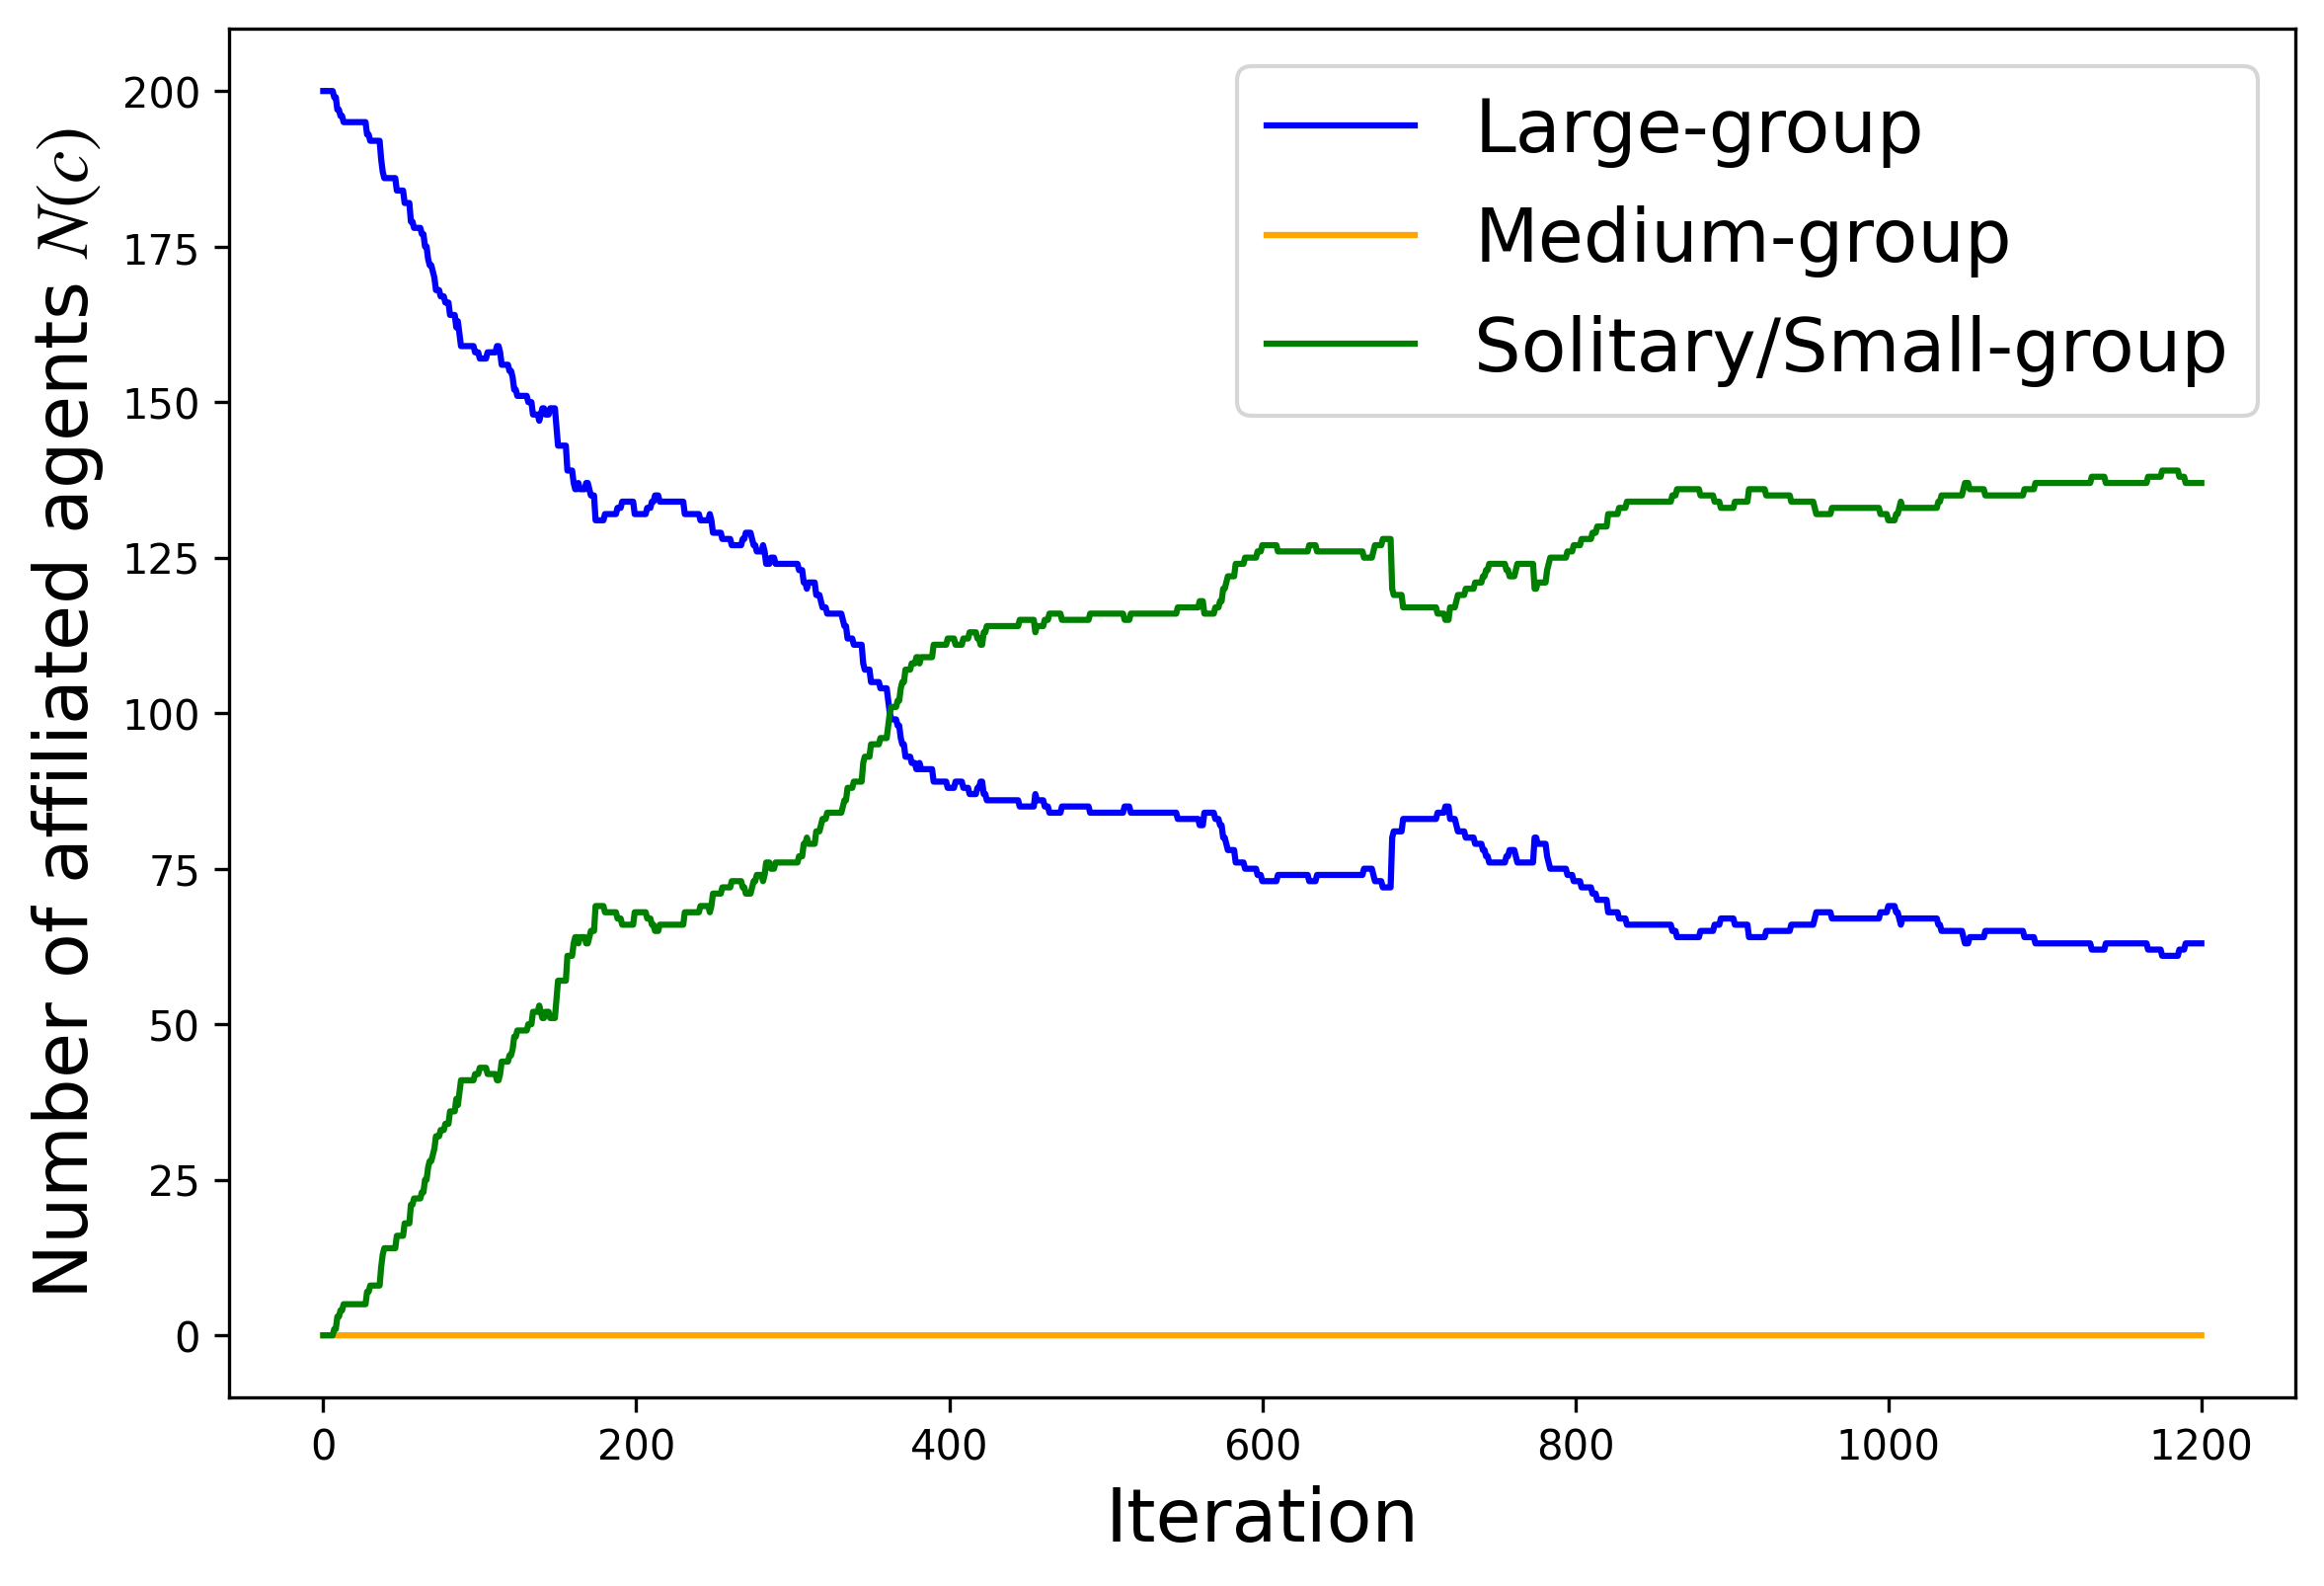 Number of affiliated agents N(c)
200
175
150
125
100
75
50
25
0
Large-group
Medium-group
Solitary/Small-group
0 200 400 600 800 1000 1200
Iteration